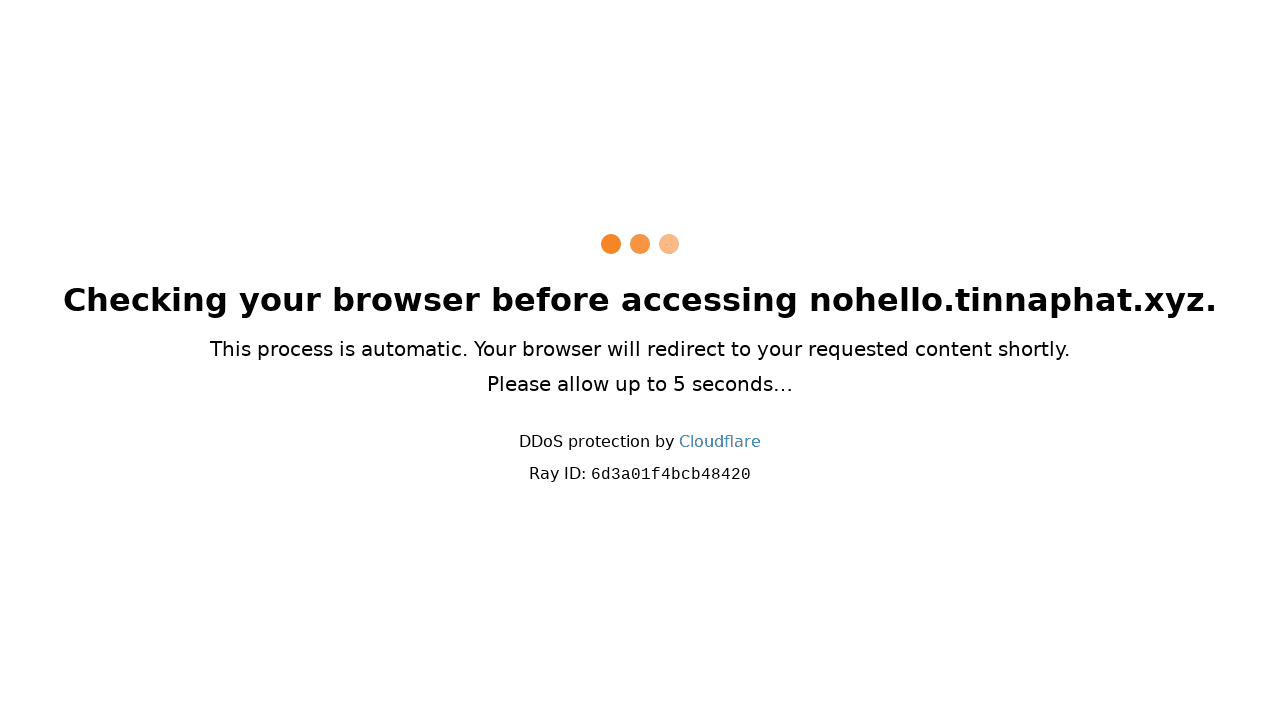 Checking your browser before accessing nohello.tinnaphat.xyz.
This process is automatic. Your browser will redirect to your requested content shortly.
Please allow up to 5 seconds…
DDoS protection by Cloudflare
Ray ID: 6d3a01f4bcb48420